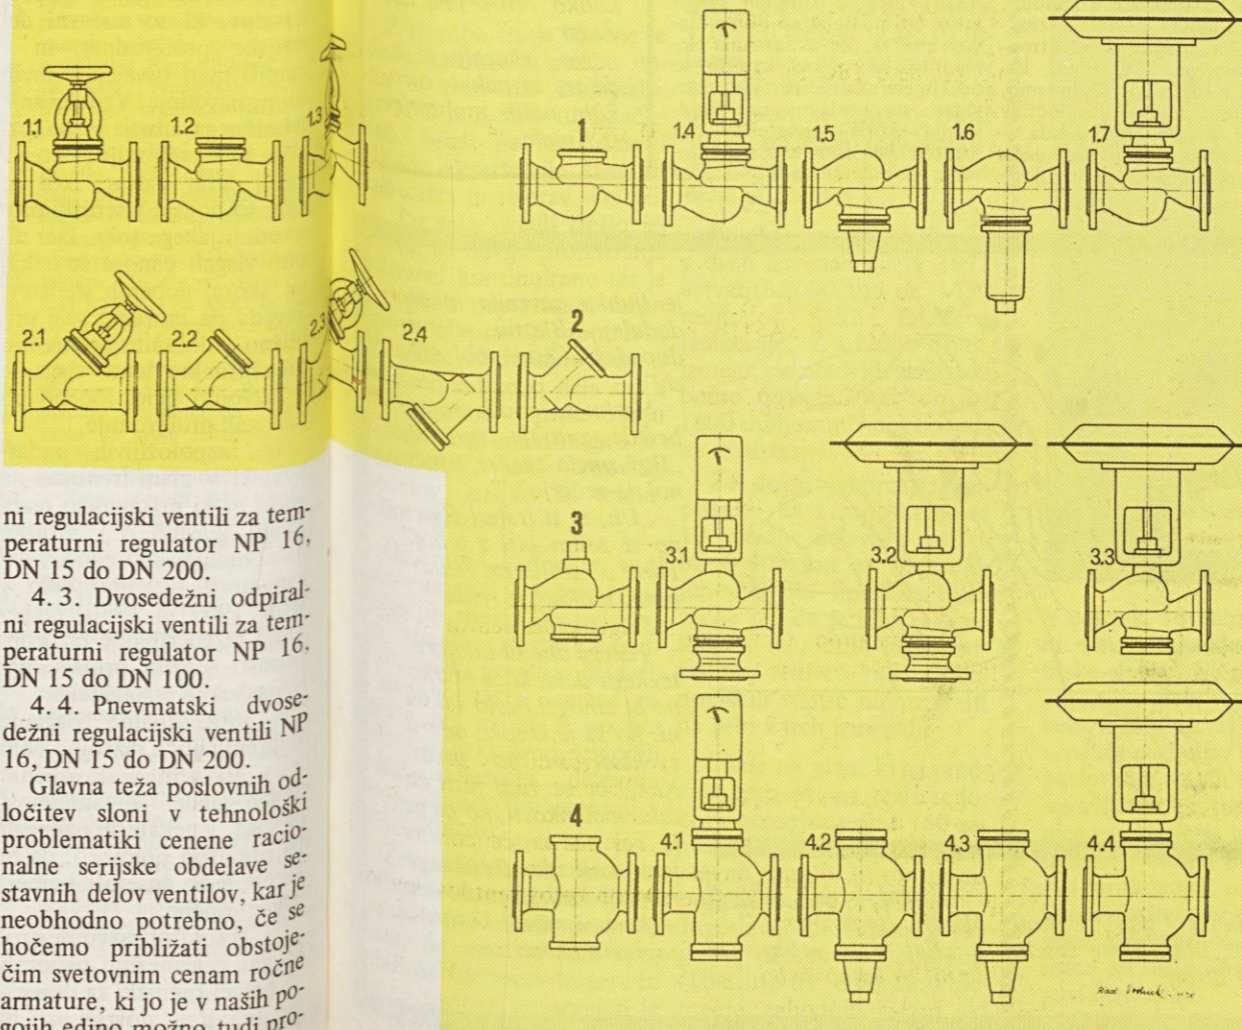 1.1
1.2
1.3
1
1.4
1.5
1.6
1.7
2.1
2.2
2.3
2.4
2
3
3.1
3.2
3.3
4
4.1
4.2
4.3
4.4
ni regulacijski ventili za tem-
peraturni regulator NP 16,
DN 15 do DN 200.
4. 3. Dvosedežni odpiral-
ni regulacijski ventili za tem-
peraturni regulator NP 16,
DN 15 do DN 100.
4. 4. Pnevmatski dvose-
dežni regulacijski ventili NP
16, DN 15 do DN 200.
Glavna teža poslovnih od-
ločitev sloni v tehnološki
problematiki cenene racio-
nalne serijske obdelave se-
stavnih delov ventilov, kar je
neobhodno potrebno, če se
hočemo približati obstoje-
čim svetovnim cenam ročne
armature, ki jo je v naših po-
gojih edino možno tudi pro-